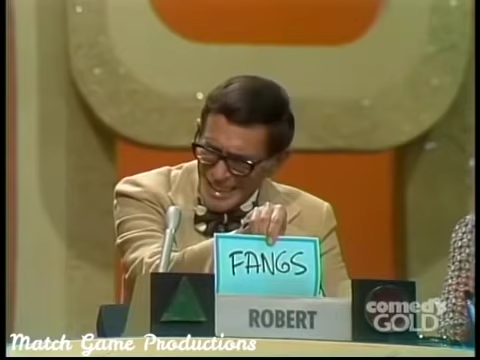 FANGS
ROBERT
comedy
GOLD
Match Game Productions